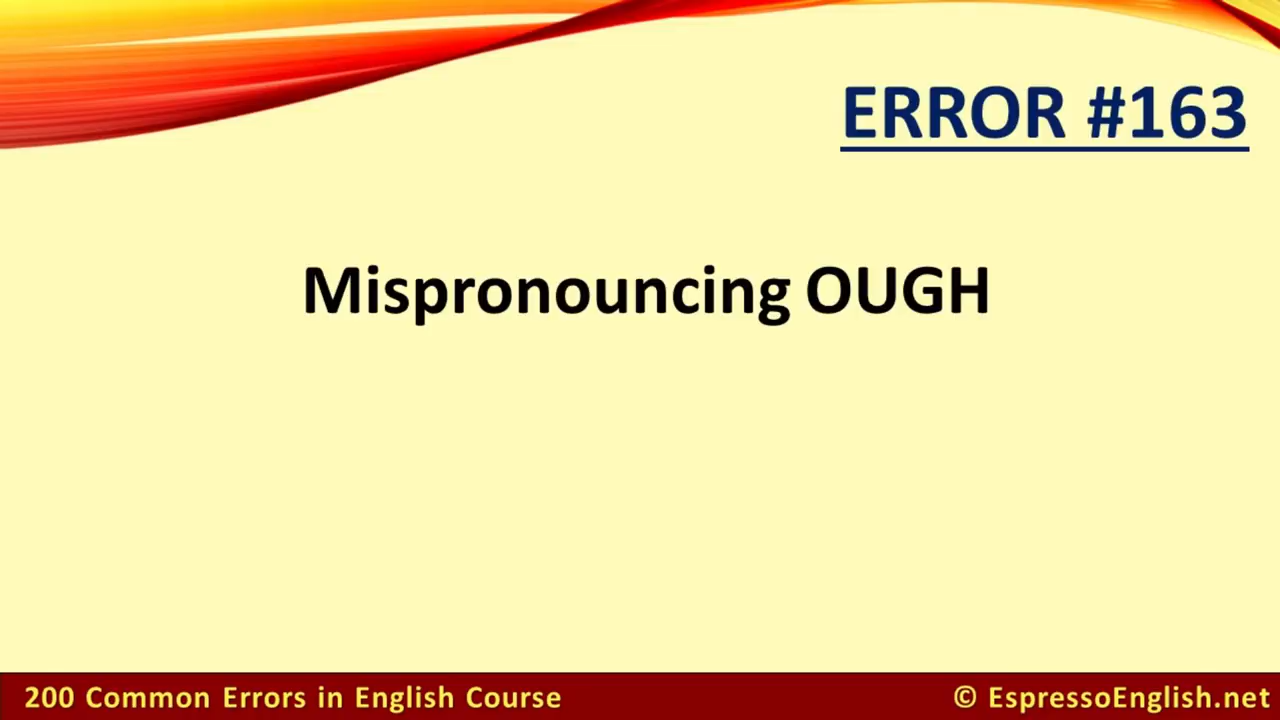 ERROR #163
Mispronouncing OUGH
200 Common Errors in English Course
© EspressoEnglish.net